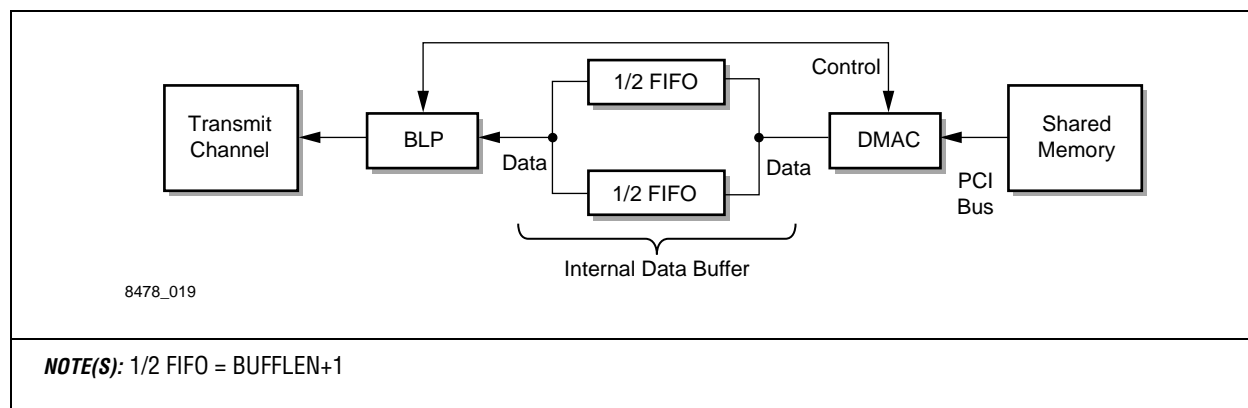 Control
1/2 FIFO
Transmit
Channel
BLP
DMAC
Shared
Memory
Data
Data
1/2 FIFO
PCI
Bus
Internal Data Buffer
8478_019
NOTE(S): 1/2 FIFO = BUFFLEN+1